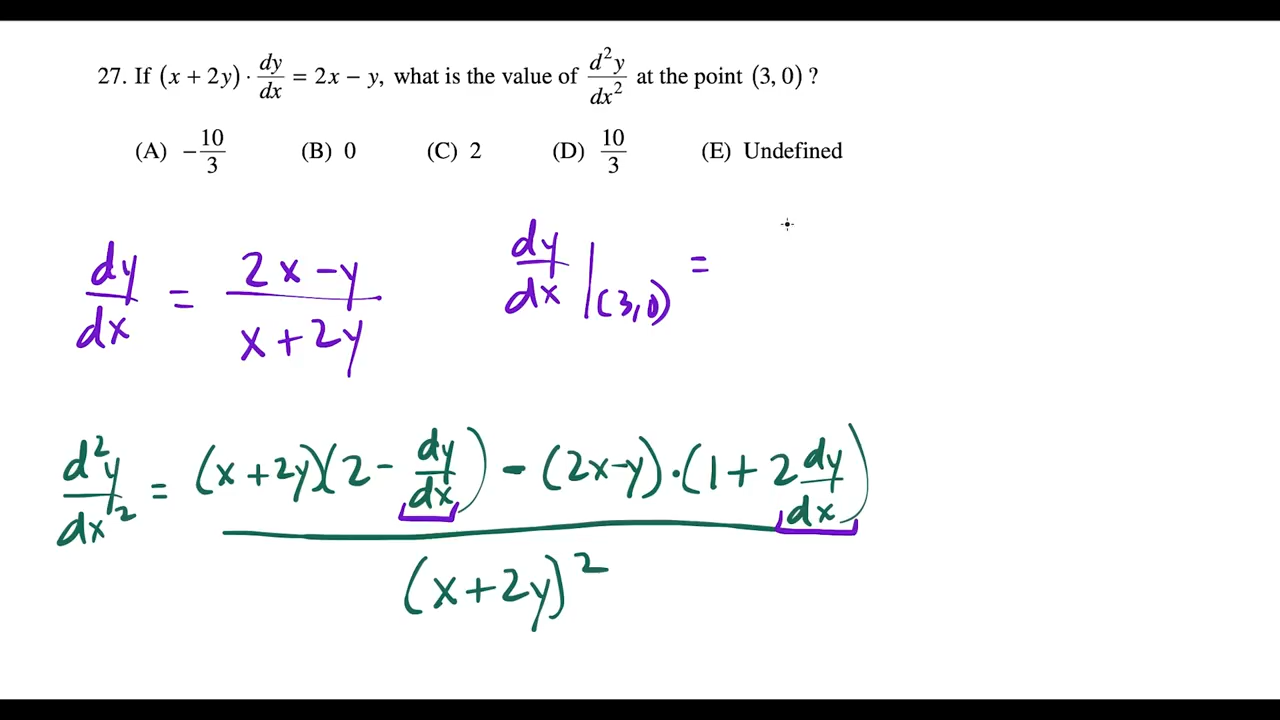 27. If (x + 2y) · dy/dx = 2x − y, what is the value of d²y/dx² at the point (3, 0) ?
(A) −10/3 (B) 0 (C) 2 (D) 10/3 (E) Undefined
dy/dx = (2x − y)/(x + 2y) dy/dx |(3,0) =
d²y/dx² = ((x + 2y)(2 − dy/dx) − (2x − y) · (1 + 2 dy/dx))/(x + 2y)²